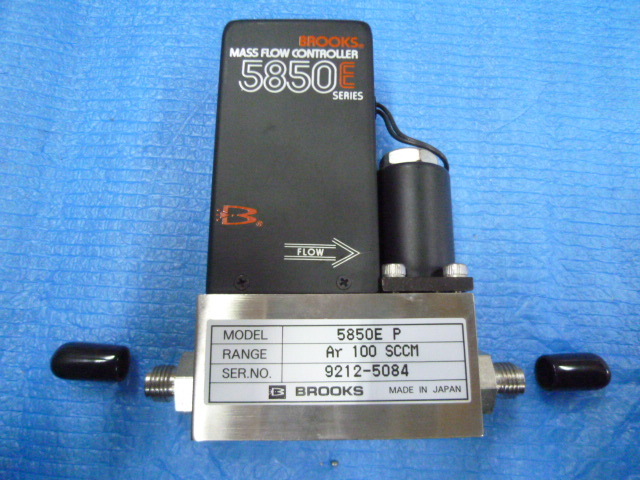 BROOKS
MASS FLOW CONTROLLER
5850E
SERIES
B
FLOW
MODEL 5850E P
RANGE Ar 100 SCCM
SER.NO. 9212-5084
B BROOKS MADE IN JAPAN